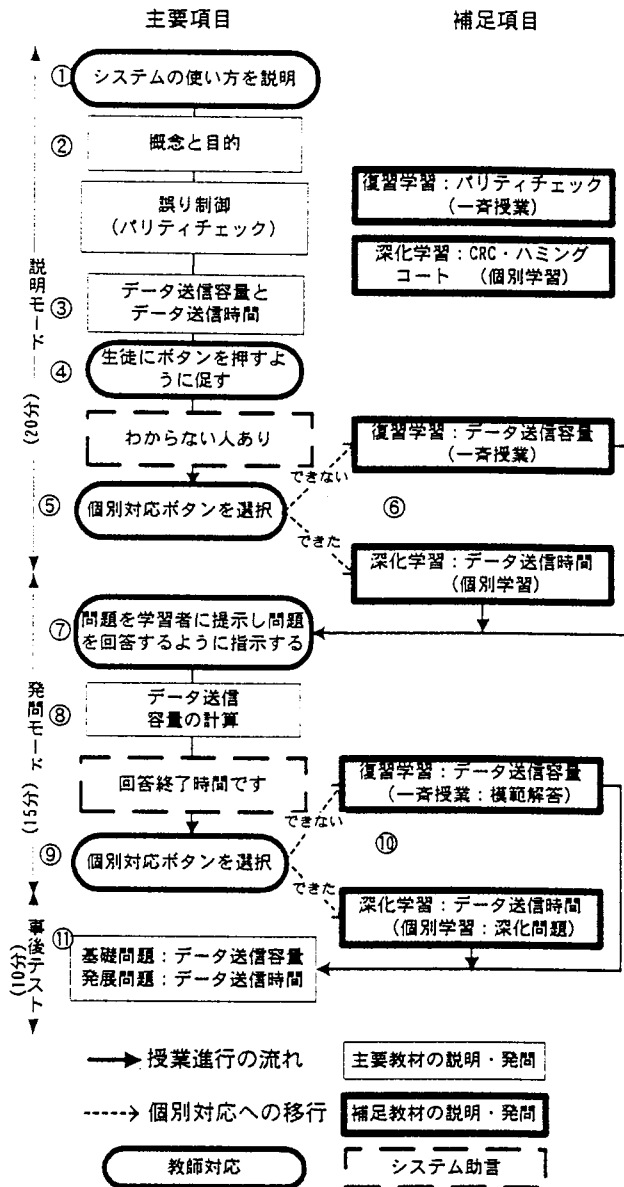 主要項目
補足項目
① システムの使い方を説明
② 概念と目的
誤り制御
(パリティチェック)
復習学習：パリティチェック
(一斉授業)
深化学習：CRC・ハミング
コート (個別学習)
説明モード
(20分)
③ データ送信容量と
データ送信時間
④ 生徒にボタンを押すよ
うに促す
わからない人あり
復習学習：データ送信容量
(一斉授業)
できない
⑤ 個別対応ボタンを選択
⑥
できた
深化学習：データ送信時間
(個別学習)
⑦ 問題を学習者に提示し問題
を回答するように指示する
発問モード
(15分)
⑧ データ送信
容量の計算
回答終了時間です
復習学習：データ送信容量
(一斉授業：模範解答)
できない
⑨ 個別対応ボタンを選択
⑩
できた
深化学習：データ送信時間
(個別学習：深化問題)
事後テスト
(10分)
⑪ 基礎問題：データ送信容量
発展問題：データ送信時間
授業進行の流れ
主要教材の説明・発問
個別対応への移行
補足教材の説明・発問
教師対応
システム助言